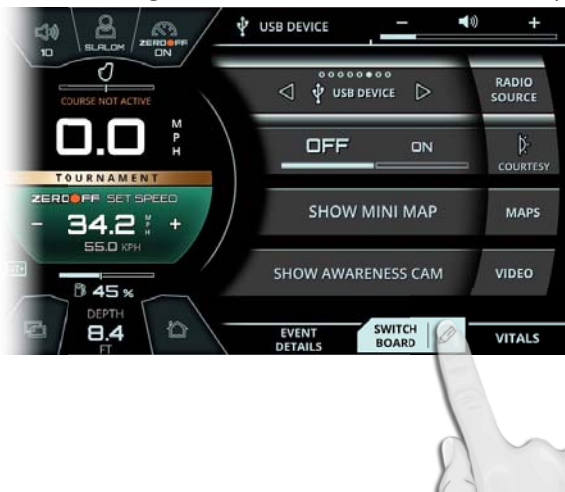 USB DEVICE - +
10
SLALOM
ZEROOFF
ON
COURSE NOT ACTIVE
0.0 MPH
TOURNAMENT
ZEROOFF SET SPEED
- 34.2 MPH +
55.0 KPH
45 %
DEPTH
8.4
FT
USB DEVICE
RADIO
SOURCE
OFF ON
COURTESY
SHOW MINI MAP
MAPS
SHOW AWARENESS CAM
VIDEO
EVENT
DETAILS
SWITCH
BOARD
VITALS